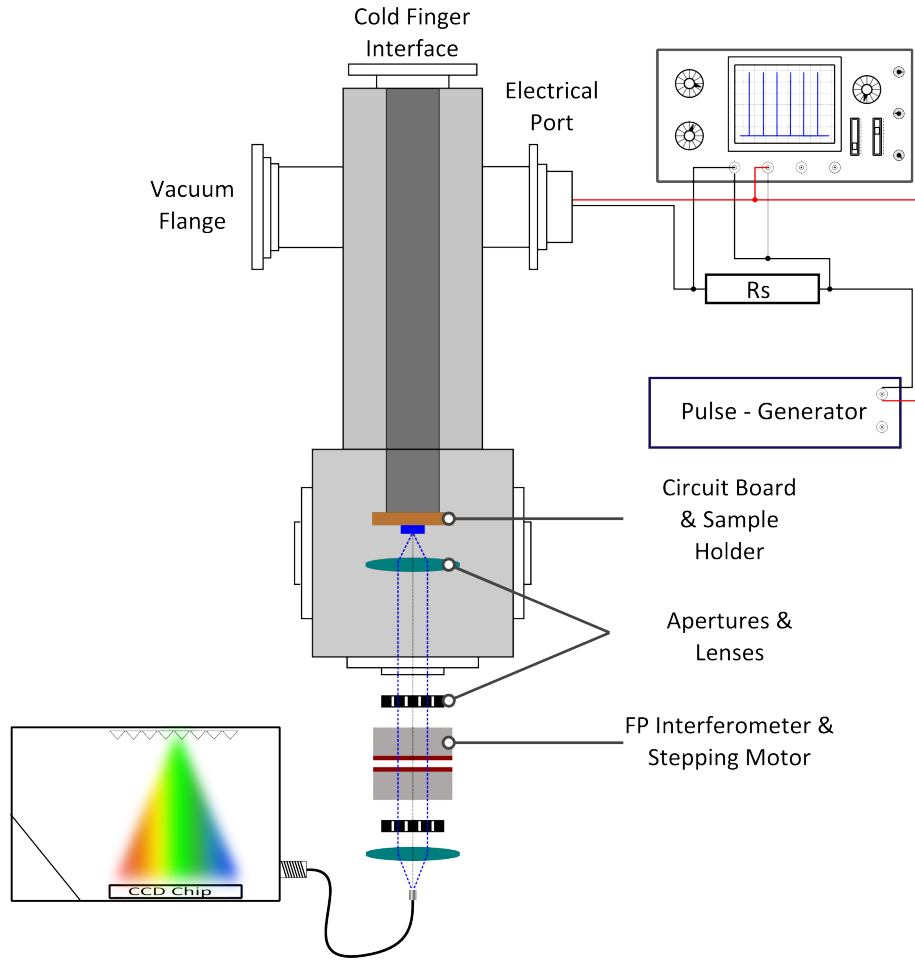 Cold Finger
Interface
Electrical
Port
Vacuum
Flange
Rs
Pulse - Generator
Circuit Board
& Sample
Holder
Apertures &
Lenses
FP Interferometer &
Stepping Motor
CCD Chip